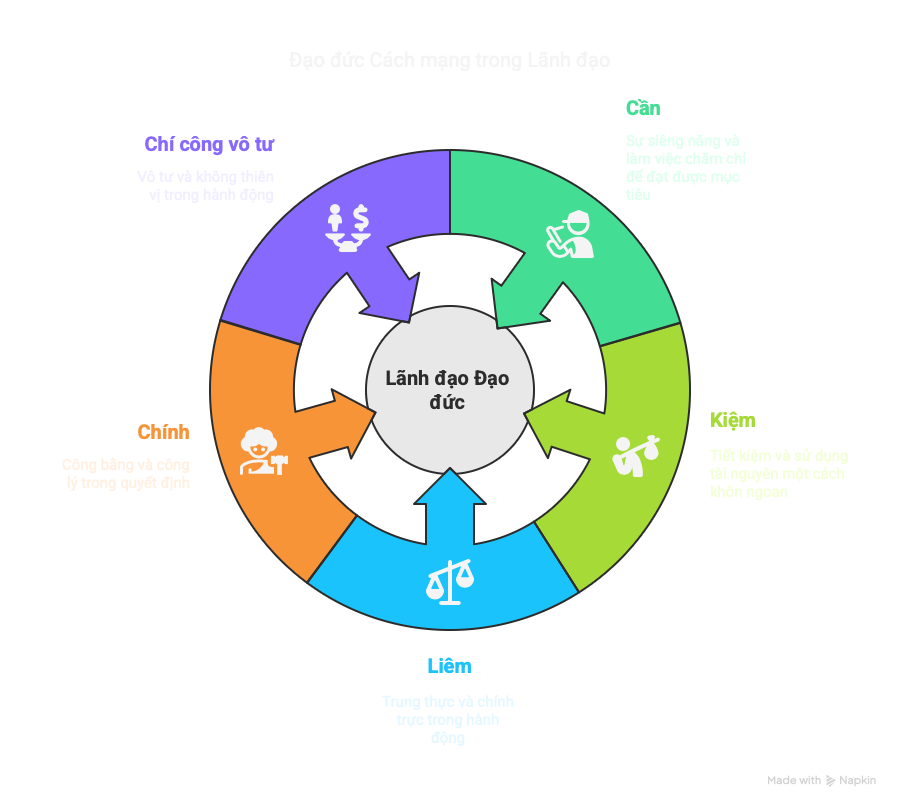 Đạo đức Cách mạng trong Lãnh đạo
Cần
Sự siêng năng và
làm việc chăm chỉ
để đạt được mục
tiêu
Chí công vô tư
Vô tư và không thiên
vị trong hành động
Lãnh đạo Đạo
đức
Kiệm
Tiết kiệm và sử dụng
tài nguyên một cách
khôn ngoan
Chính
Công bằng và công
lý trong quyết định
Liêm
Trung thực và chính
trực trong hành
động
Made with Napkin